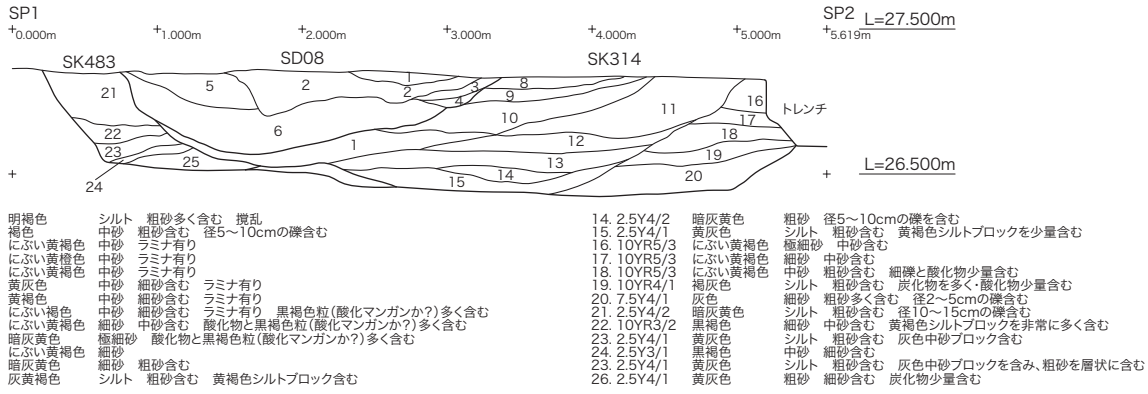 SP1
SP2 L=27.500m
0.000m 1.000m 2.000m 3.000m 4.000m 5.000m 5.619m
SK483 SD08 SK314
21 5 2 1 2 3 4 8 9 10 11 16 トレンチ
17
22 6 1 12 18
23 25 13 19
24 15 14 20
L=26.500m
明褐色 シルト 粗砂多く含む 撹乱
褐色 中砂 粗砂含む 径5～10cmの礫含む
にぶい黄褐色 中砂 ラミナ有り
にぶい黄橙色 中砂 ラミナ有り
にぶい黄褐色 中砂 ラミナ有り
黄灰色 中砂 細砂含む ラミナ有り
黄褐色 中砂 ラミナ有り
にぶい褐色 中砂 細砂含む ラミナ有り 黒褐色粒(酸化マンガンか?)多く含む
にぶい黄褐色 細砂 中砂含む 酸化物と黒褐色粒(酸化マンガンか?)多く含む
暗灰黄色 極細砂 酸化物と黒褐色粒(酸化マンガンか?)多く含む
にぶい黄褐色 細砂
暗灰黄色 細砂 粗砂含む
灰黄褐色 シルト 粗砂含む 黄褐色シルトブロック含む
14. 2.5Y4/2 暗灰黄色 粗砂 径5～10cmの礫を含む
15. 2.5Y4/1 黄灰色 シルト 粗砂含む 黄褐色シルトブロックを少量含む
16. 10YR5/3 にぶい黄褐色 極細砂 中砂含む
17. 10YR5/3 にぶい黄褐色 細砂 中砂含む
18. 10YR5/3 にぶい黄褐色 中砂 粗砂含む 細礫と酸化物少量含む
19. 10YR4/1 褐灰色 シルト 粗砂含む 炭化物を多く・酸化物少量含む
20. 7.5Y4/1 灰色 細砂 粗砂多く含む 径2～5cmの礫含む
21. 2.5Y4/2 暗灰黄色 シルト 粗砂含む 径10～15cmの礫含む
22. 10YR3/2 黒褐色 細砂 中砂含む 黄褐色シルトブロックを非常に多く含む
23. 2.5Y4/1 黄灰色 シルト 粗砂含む 灰色中砂ブロック含む
24. 2.5Y3/1 黒褐色 中砂 細砂含む
23. 2.5Y4/1 黄灰色 シルト 粗砂含む 灰色中砂ブロックを含み、粗砂を層状に含む
26. 2.5Y4/1 黄灰色 粗砂 細砂含む 炭化物少量含む